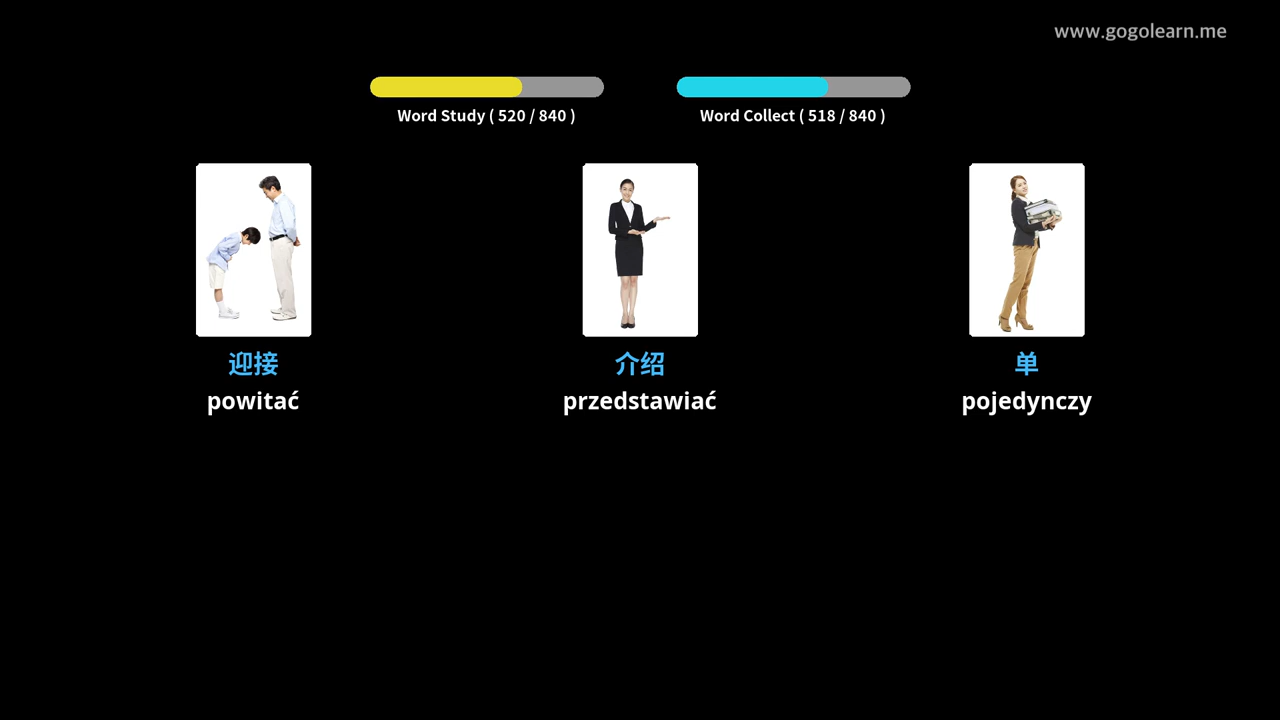 www.gogolearn.me
Word Study ( 520 / 840 )
Word Collect ( 518 / 840 )
迎接
powitać
介绍
przedstawiać
单
pojedynczy